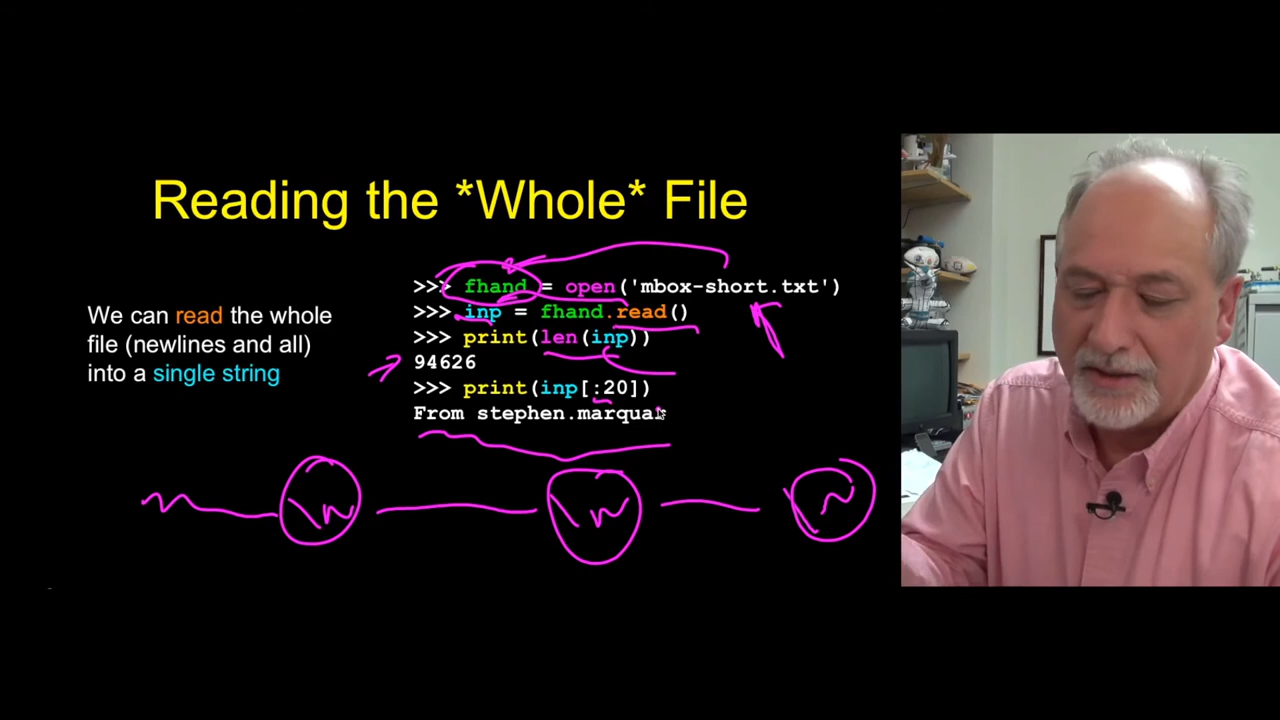 Reading the *Whole* File
We can read the whole
file (newlines and all)
into a single string
>>> fhand = open('mbox-short.txt')
>>> inp = fhand.read()
>>> print(len(inp))
94626
>>> print(inp[:20])
From stephen.marquar
\n \n \n